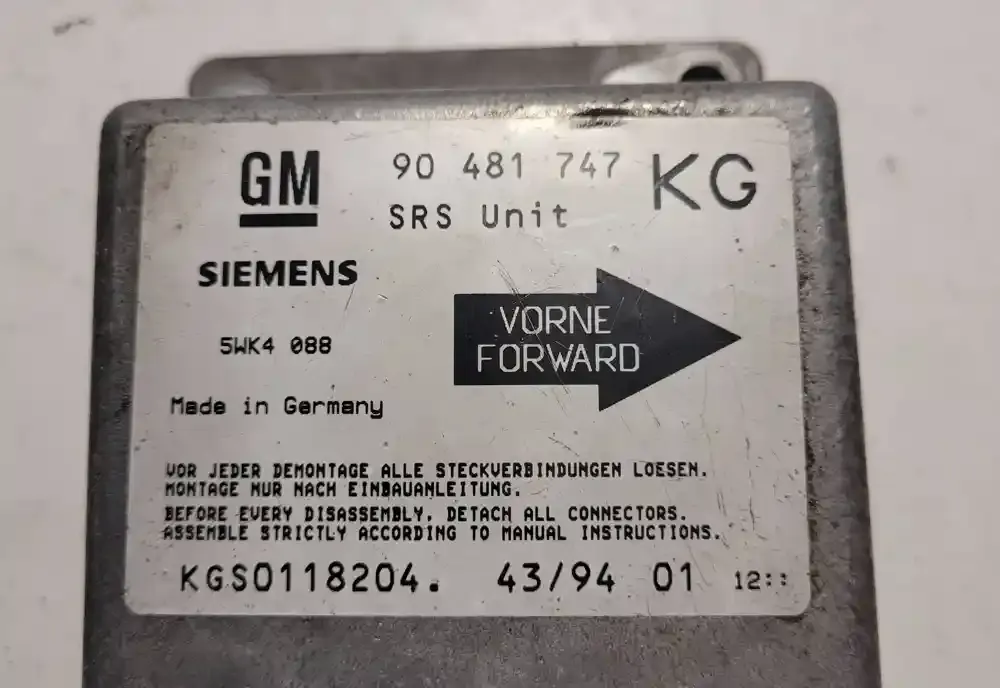 GM 90 481 747 KG
SRS Unit
SIEMENS
VORNE
FORWARD
5WK4 088
Made in Germany
VOR JEDER DEMONTAGE ALLE STECKVERBINDUNGEN LOESEN.
MONTAGE NUR NACH EINBAUANLEITUNG.
BEFORE EVERY DISASSEMBLY, DETACH ALL CONNECTORS.
ASSEMBLE STRICTLY ACCORDING TO MANUAL INSTRUCTIONS.
KGS0118204. 43/94 01 12::